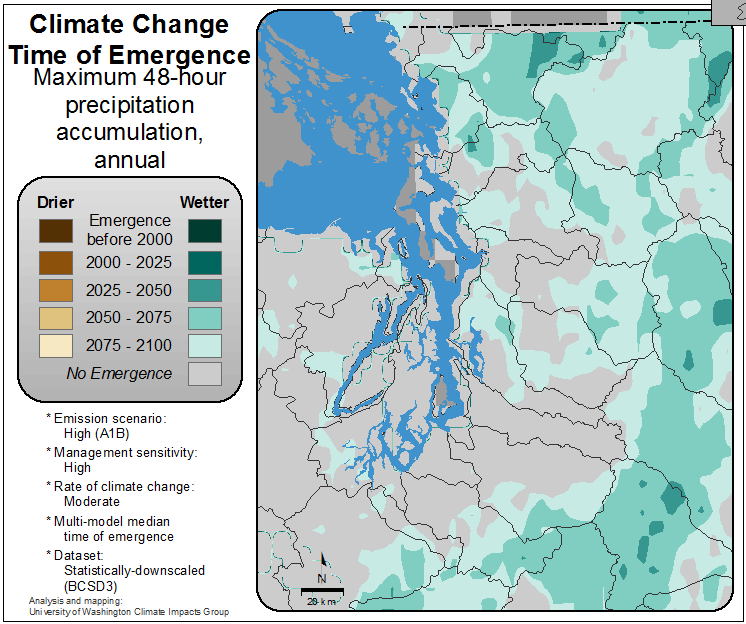 Climate Change
Time of Emergence
Maximum 48-hour
precipitation
accumulation,
annual
Drier Wetter
Emergence
before 2000
2000 - 2025
2025 - 2050
2050 - 2075
2075 - 2100
No Emergence
* Emission scenario:
High (A1B)
* Management sensitivity:
High
* Rate of climate change:
Moderate
* Multi-model median
time of emergence
* Dataset:
Statistically-downscaled
(BCSD3)
Analysis and mapping:
University of Washington Climate Impacts Group
N
20 km